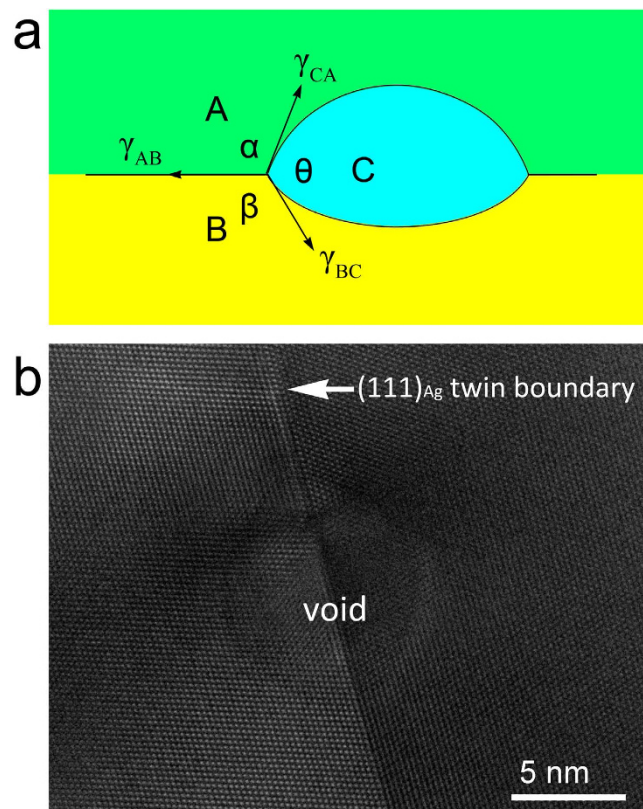 a
γCA
A
α
γAB
θ
C
β
B
γBC
b
(111)Ag twin boundary
void
5 nm